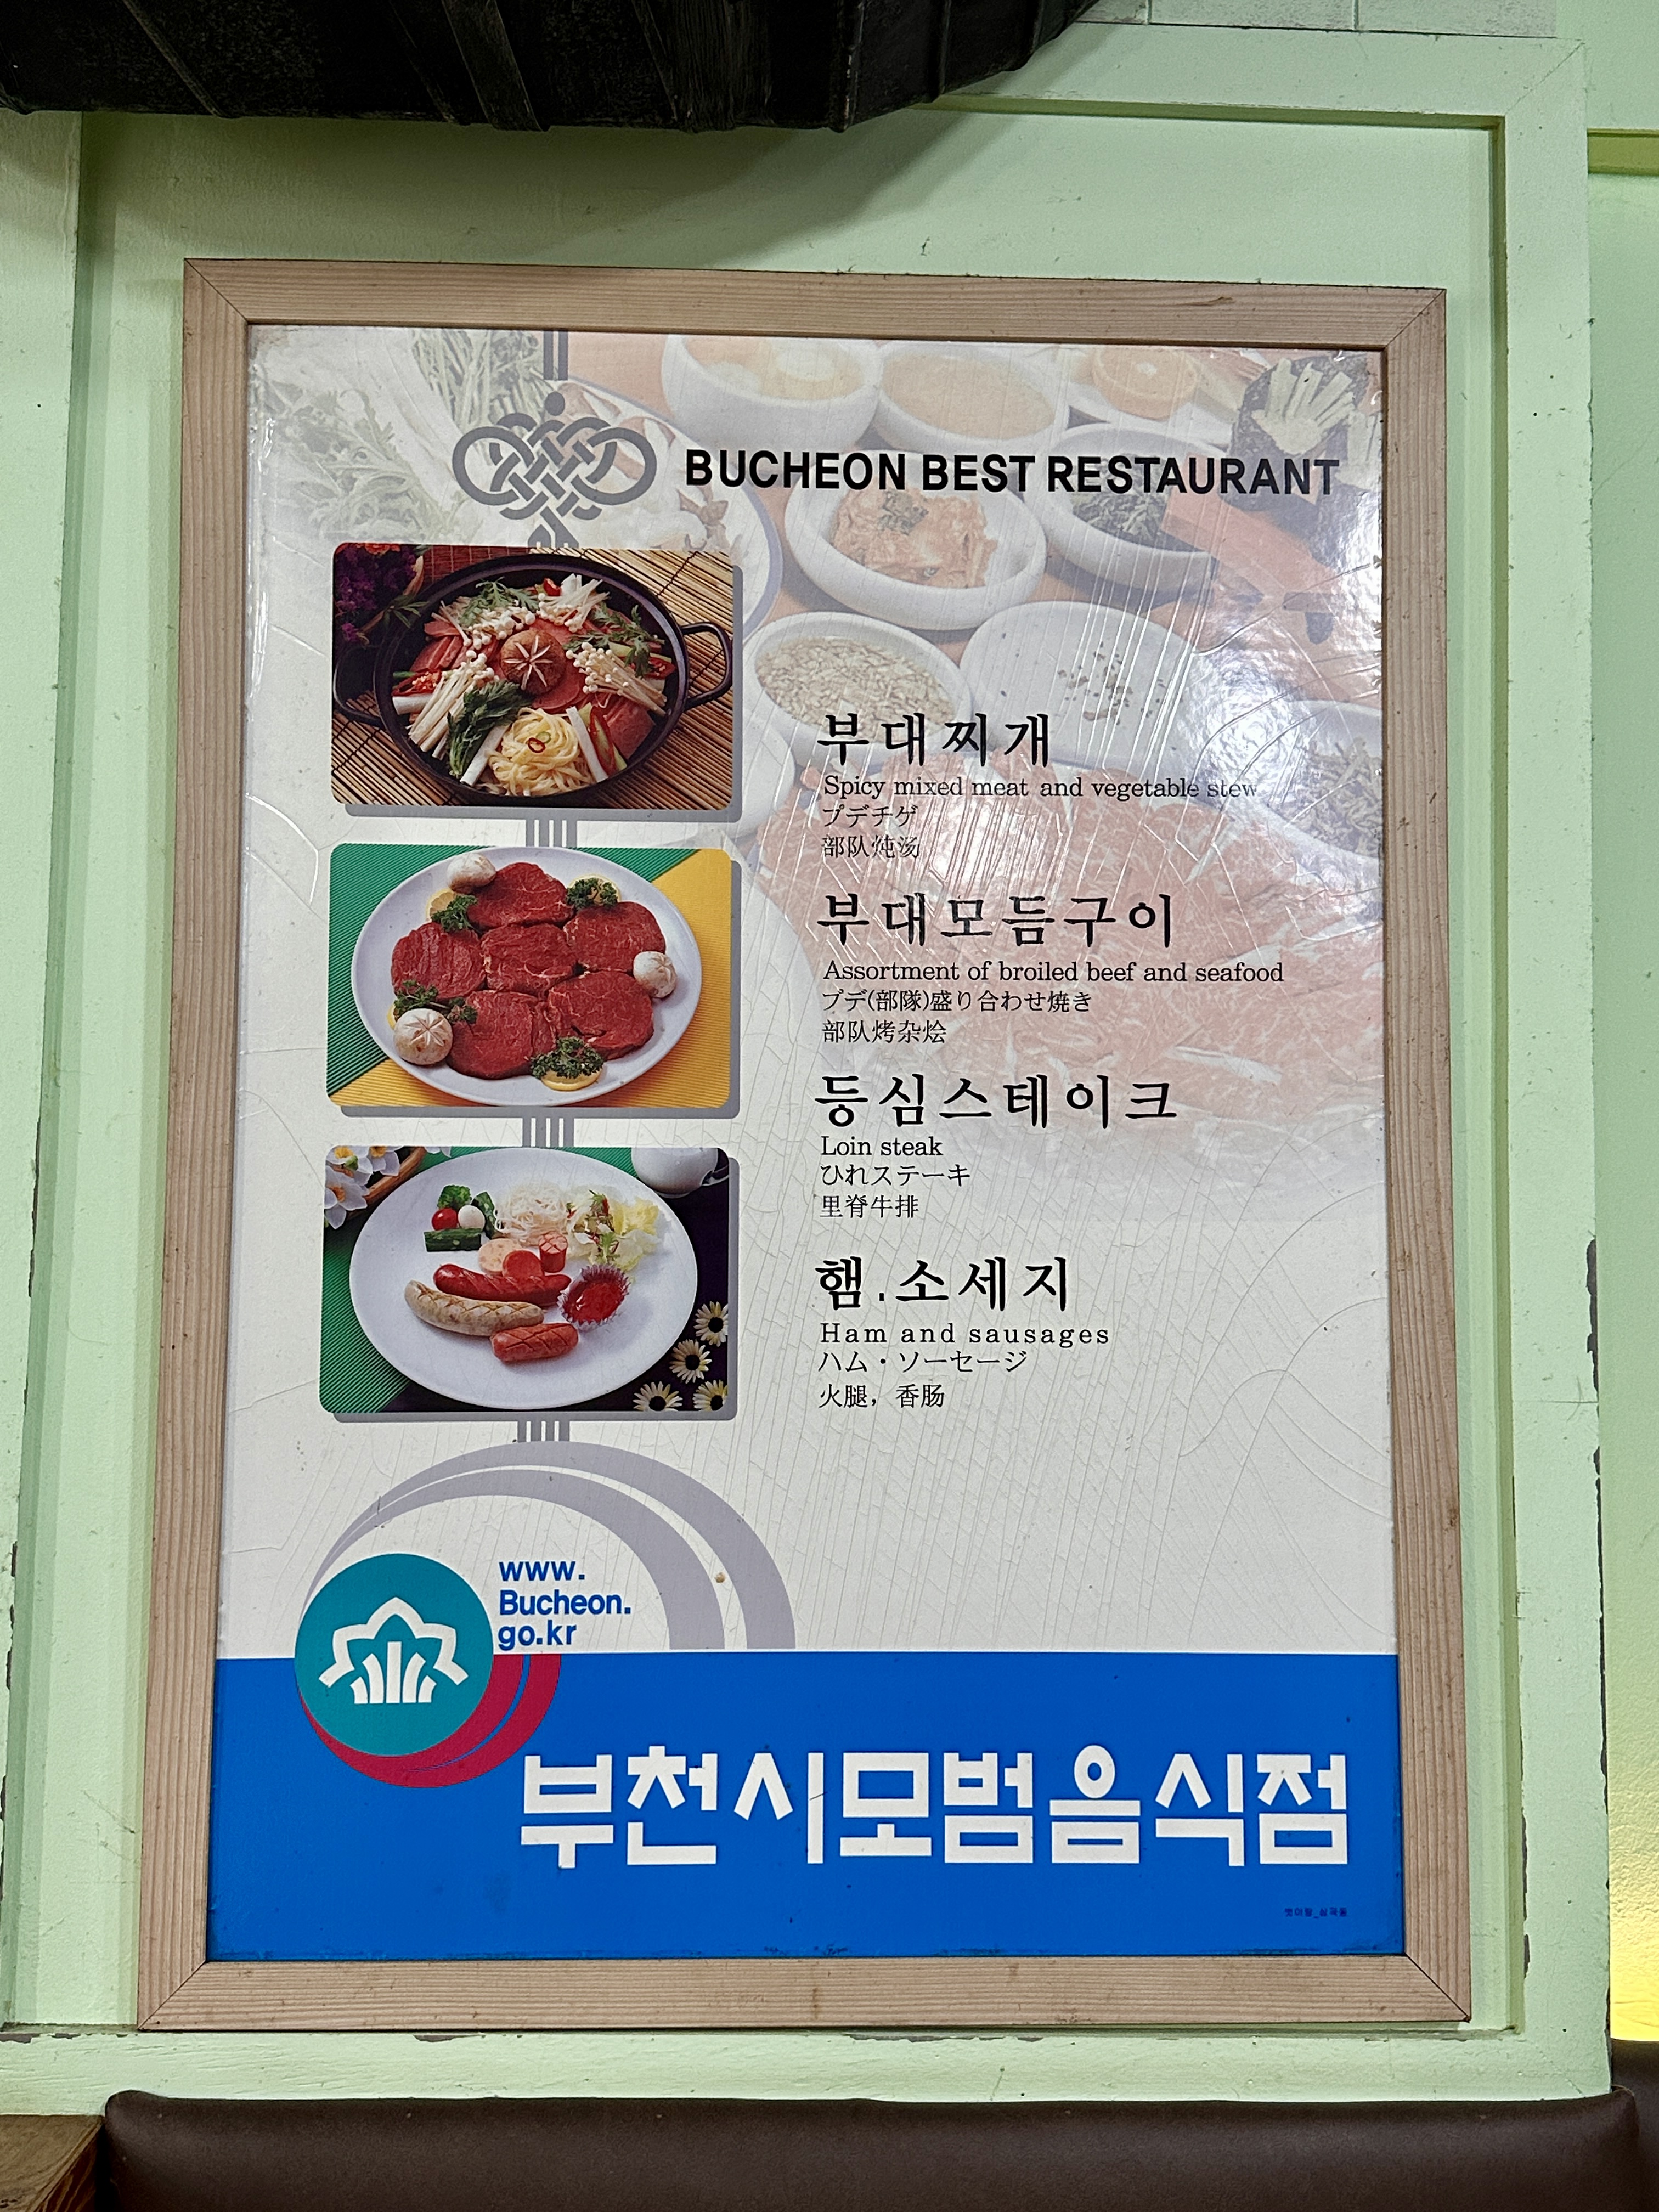 BUCHEON BEST RESTAURANT
부대찌개
Spicy mixed meat and vegetable stew
プデチゲ
部队炖汤
부대모듬구이
Assortment of broiled beef and seafood
プデ(部隊)盛り合わせ焼き
部队烤杂烩
등심스테이크
Loin steak
ひれステーキ
里脊牛排
햄.소세지
Ham and sausages
ハム・ソーセージ
火腿，香肠
www.
Bucheon.
go.kr
부천시모범음식점